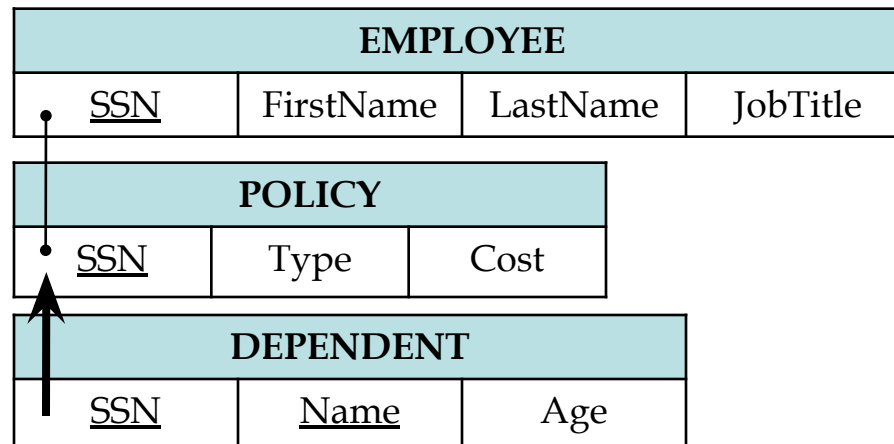 EMPLOYEE
SSN FirstName LastName JobTitle
POLICY
SSN Type Cost
DEPENDENT
SSN Name Age